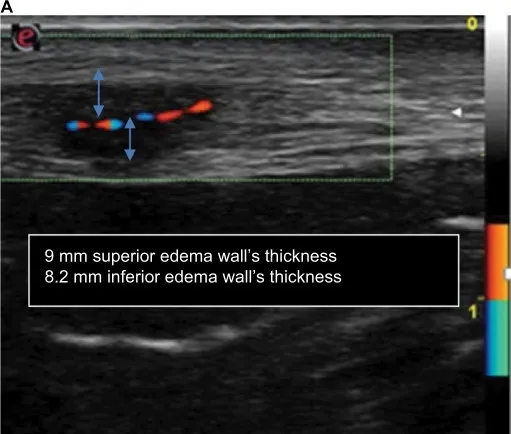 A
e
0
9 mm superior edema wall's thickness
8.2 mm inferior edema wall's thickness
1